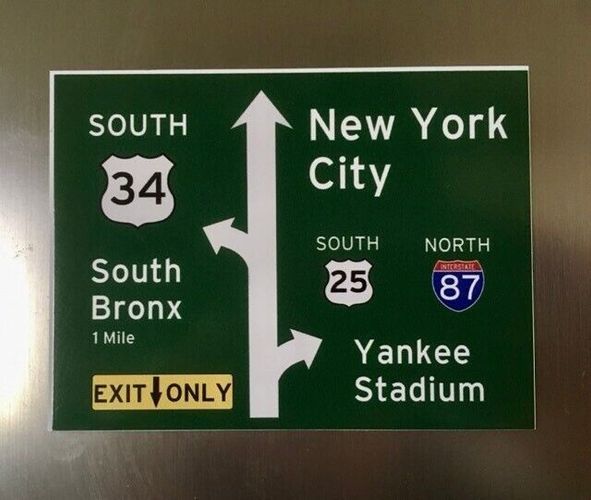 SOUTH
34
South
Bronx
1 Mile
EXIT ONLY
New York
City
SOUTH
25
NORTH
INTERSTATE
87
Yankee
Stadium